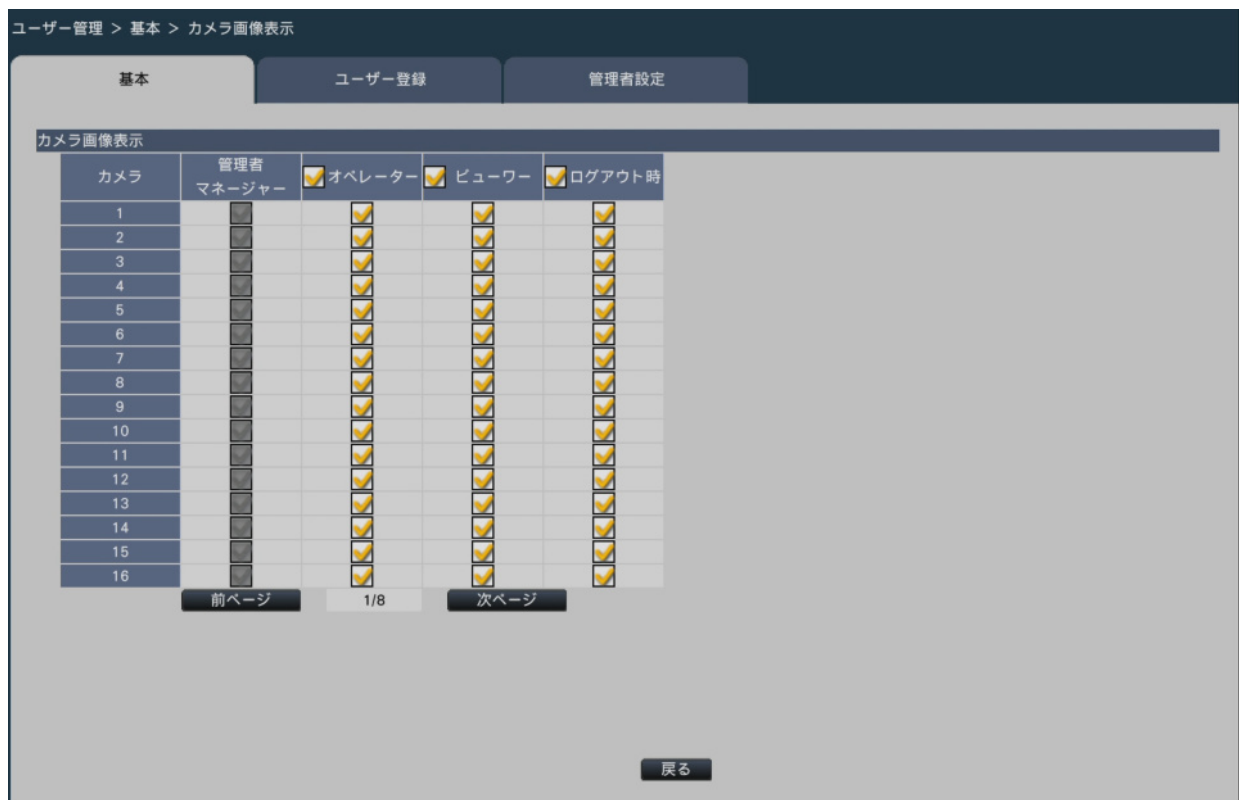 ユーザー管理 > 基本 > カメラ画像表示
基本 ユーザー登録 管理者設定
カメラ画像表示
カメラ 管理者 マネージャー オペレーター ビューワー ログアウト時
1
2
3
4
5
6
7
8
9
10
11
12
13
14
15
16
前ページ 1/8 次ページ
戻る